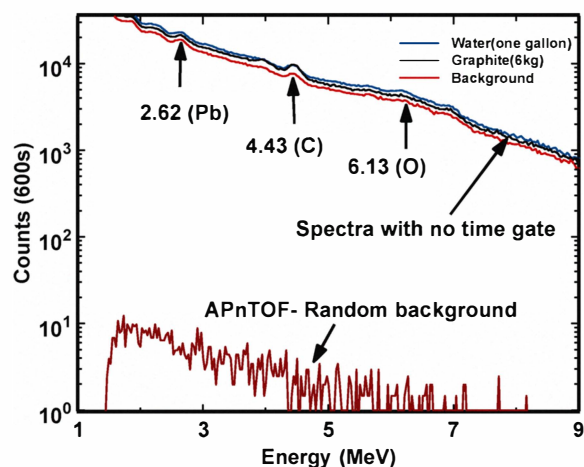 Counts (600s)
10⁴
10³
10²
10¹
10⁰
Water(one gallon)
Graphite(6kg)
Background
2.62 (Pb)
4.43 (C)
6.13 (O)
Spectra with no time gate
APnTOF- Random background
1
3
5
7
9
Energy (MeV)